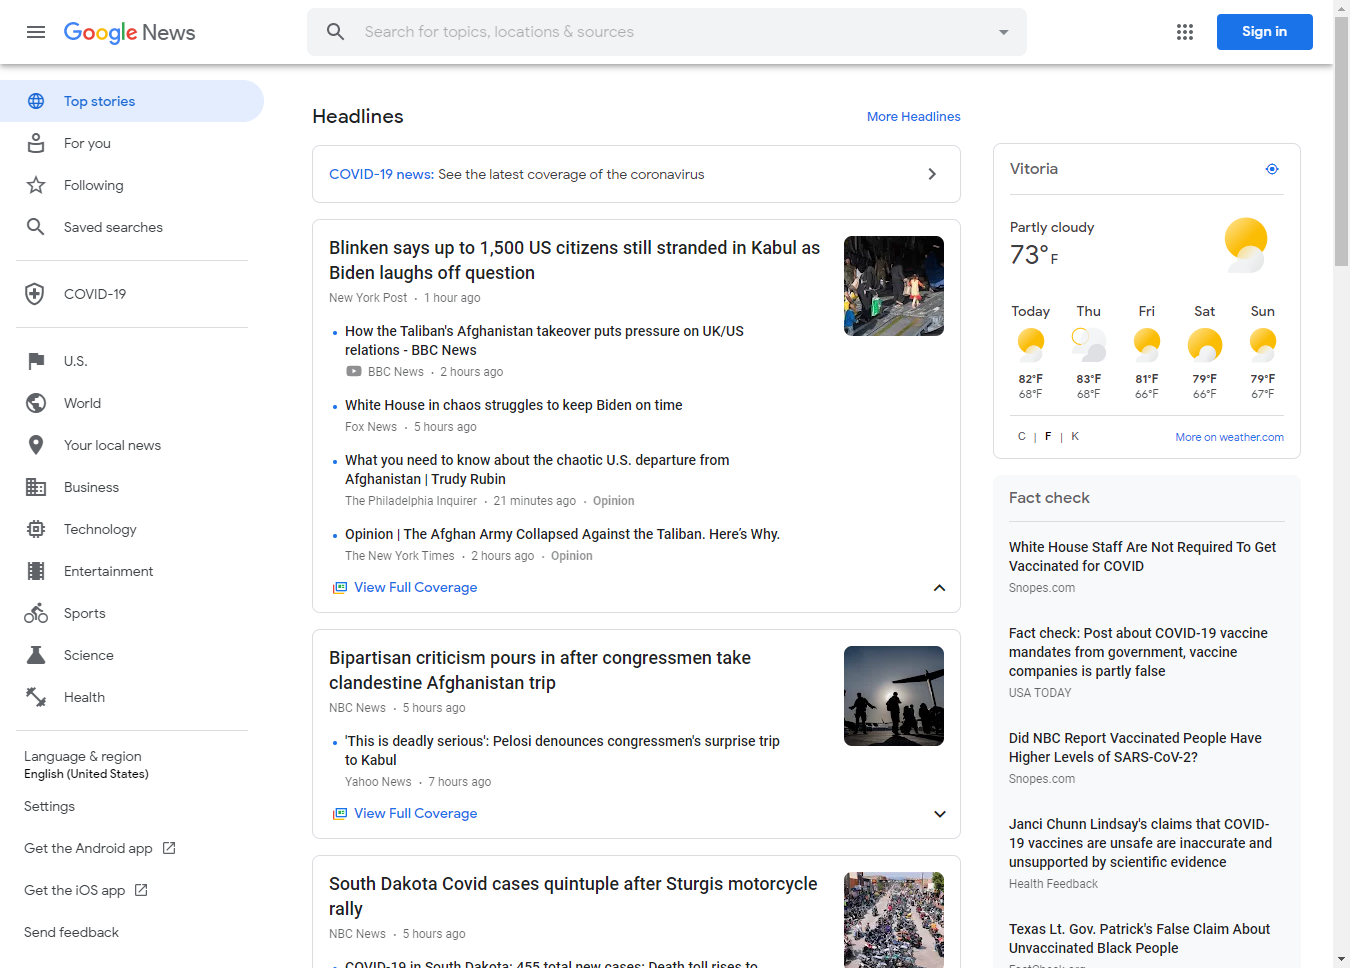 Google News
Search for topics, locations & sources
Sign in
Top stories
For you
Following
Saved searches
COVID-19
U.S.
World
Your local news
Business
Technology
Entertainment
Sports
Science
Health
Language & region
English (United States)
Settings
Get the Android app
Get the iOS app
Send feedback
Headlines
More Headlines
COVID-19 news: See the latest coverage of the coronavirus
Blinken says up to 1,500 US citizens still stranded in Kabul as
Biden laughs off question
New York Post · 1 hour ago
How the Taliban's Afghanistan takeover puts pressure on UK/US
relations - BBC News
BBC News · 2 hours ago
White House in chaos struggles to keep Biden on time
Fox News · 5 hours ago
What you need to know about the chaotic U.S. departure from
Afghanistan | Trudy Rubin
The Philadelphia Inquirer · 21 minutes ago · Opinion
Opinion | The Afghan Army Collapsed Against the Taliban. Here’s Why.
The New York Times · 2 hours ago · Opinion
View Full Coverage
Bipartisan criticism pours in after congressmen take
clandestine Afghanistan trip
NBC News · 5 hours ago
'This is deadly serious': Pelosi denounces congressmen's surprise trip
to Kabul
Yahoo News · 7 hours ago
View Full Coverage
South Dakota Covid cases quintuple after Sturgis motorcycle
rally
NBC News · 5 hours ago
COVID-19 in South Dakota: 455 total new cases; Death toll rises to
Vitoria
Partly cloudy
73° F
Today Thu Fri Sat Sun
82°F 83°F 81°F 79°F 79°F
68°F 68°F 66°F 66°F 67°F
C | F | K
More on weather.com
Fact check
White House Staff Are Not Required To Get
Vaccinated for COVID
Snopes.com
Fact check: Post about COVID-19 vaccine
mandates from government, vaccine
companies is partly false
USA TODAY
Did NBC Report Vaccinated People Have
Higher Levels of SARS-CoV-2?
Snopes.com
Janci Chunn Lindsay's claims that COVID-
19 vaccines are unsafe are inaccurate and
unsupported by scientific evidence
Health Feedback
Texas Lt. Gov. Patrick's False Claim About
Unvaccinated Black People
FactCheck.org